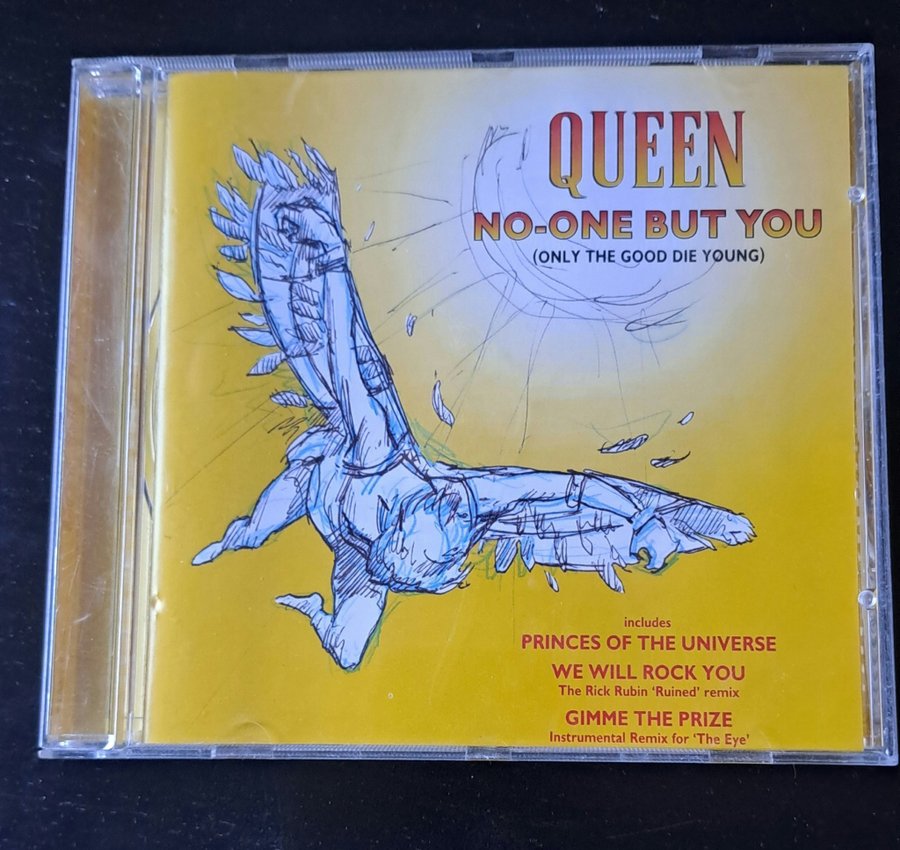 QUEEN
NO-ONE BUT YOU
(ONLY THE GOOD DIE YOUNG)
includes
PRINCES OF THE UNIVERSE
WE WILL ROCK YOU
The Rick Rubin ‘Ruined’ remix
GIMME THE PRIZE
Instrumental Remix for ‘The Eye’